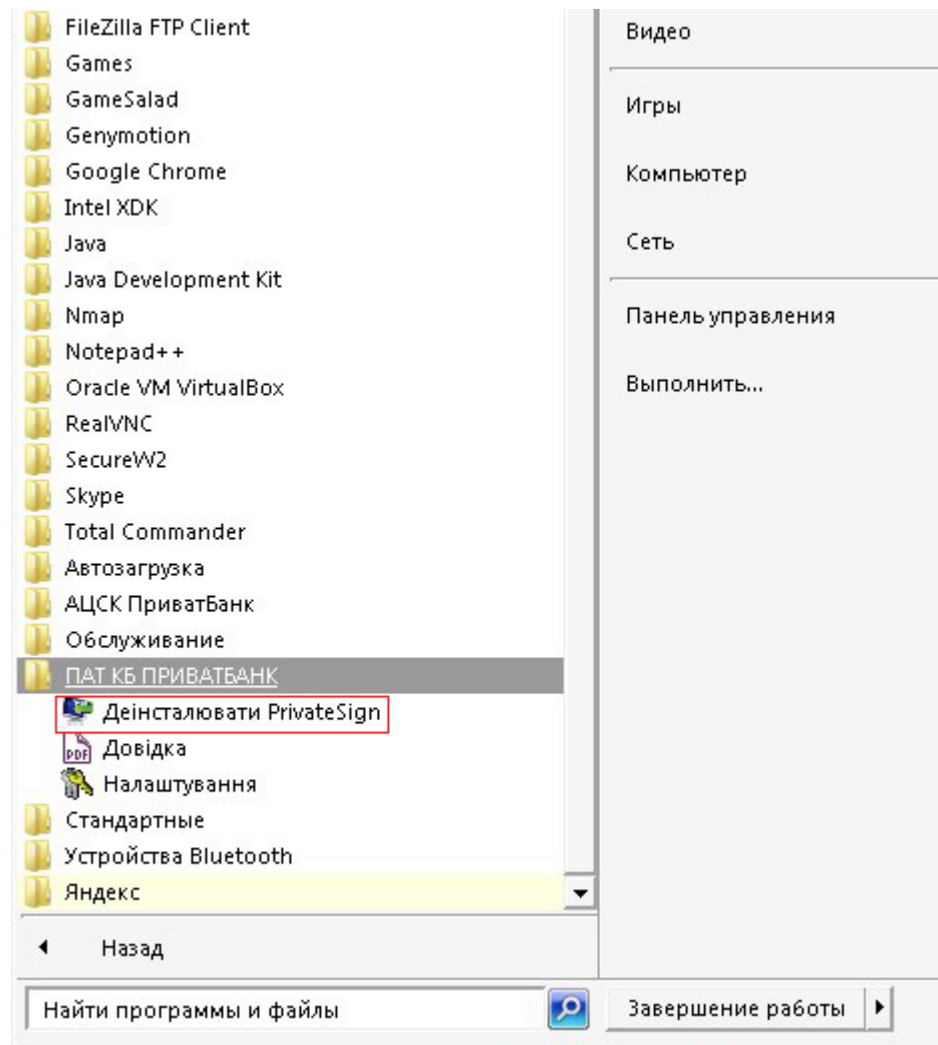 FileZilla FTP Client
Games
GameSalad
Genymotion
Google Chrome
Intel XDK
Java
Java Development Kit
Nmap
Notepad++
Oracle VM VirtualBox
RealVNC
SecureW2
Skype
Total Commander
Автозагрузка
АЦСК ПриватБанк
Обслуживание
ПАТ КБ ПРИВАТБАНК
Деінсталювати PrivateSign
PDF Довідка
Налаштування
Стандартные
Устройства Bluetooth
Яндекс
Назад
Найти программы и файлы
Видео
Игры
Компьютер
Сеть
Панель управления
Выполнить...
Завершение работы